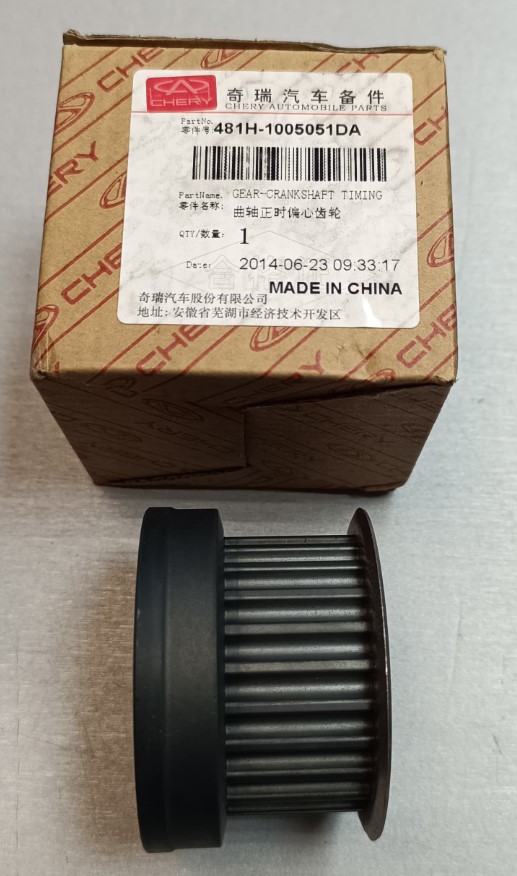 CHERY
奇瑞汽车备件
CHERY AUTOMOBILE PARTS
PartNo.
零件号:481H-1005051DA
PartName. GEAR-CRANKSHAFT TIMING
零件名称: 曲轴正时偏心齿轮
QTY/数量: 1
Date: 2014-06-23 09:33:17
MADE IN CHINA
奇瑞汽车股份有限公司
地址:安徽省芜湖市经济技术开发区
CHERY
CHERY
CHERY
CHERY